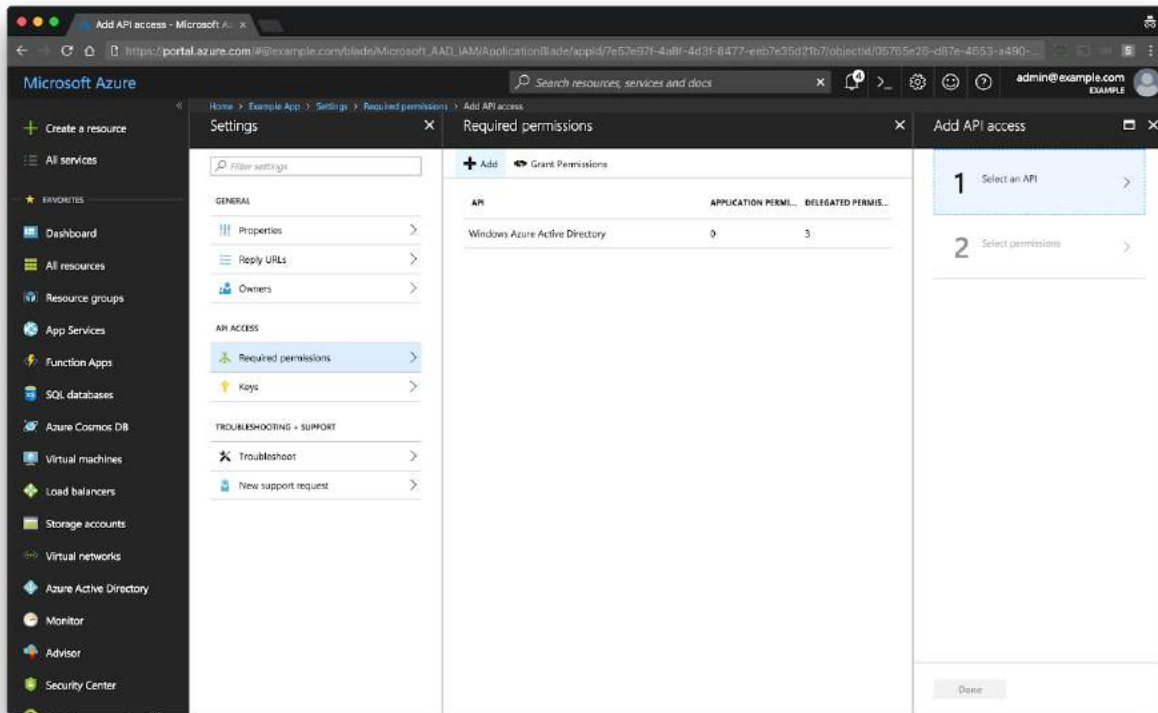 Add API access - Microsoft A
https://portal.azure.com/#@example.com/blade/Microsoft_AAD_IAM/ApplicationBlade/appId/7e57e97f-4a8f-4d3f-8477-eeb7e35d21b7/objectId/05765e26-d87e-4653-a490-...
S
Microsoft Azure
Search resources, services and docs
4
admin@example.com
EXAMPLE
Home > Example App > Settings > Required permissions > Add API access
Create a resource
All services
FAVORITES
Dashboard
All resources
Resource groups
App Services
Function Apps
SQL databases
Azure Cosmos DB
Virtual machines
Load balancers
Storage accounts
Virtual networks
Azure Active Directory
Monitor
Advisor
Security Center
Settings
Filter settings
GENERAL
Properties
Reply URLs
Owners
API ACCESS
Required permissions
Keys
TROUBLESHOOTING + SUPPORT
Troubleshoot
New support request
Required permissions
Add Grant Permissions
API APPLICATION PERMI... DELEGATED PERMIS...
Windows Azure Active Directory 0 3
Add API access
1 Select an API
2 Select permissions
Done